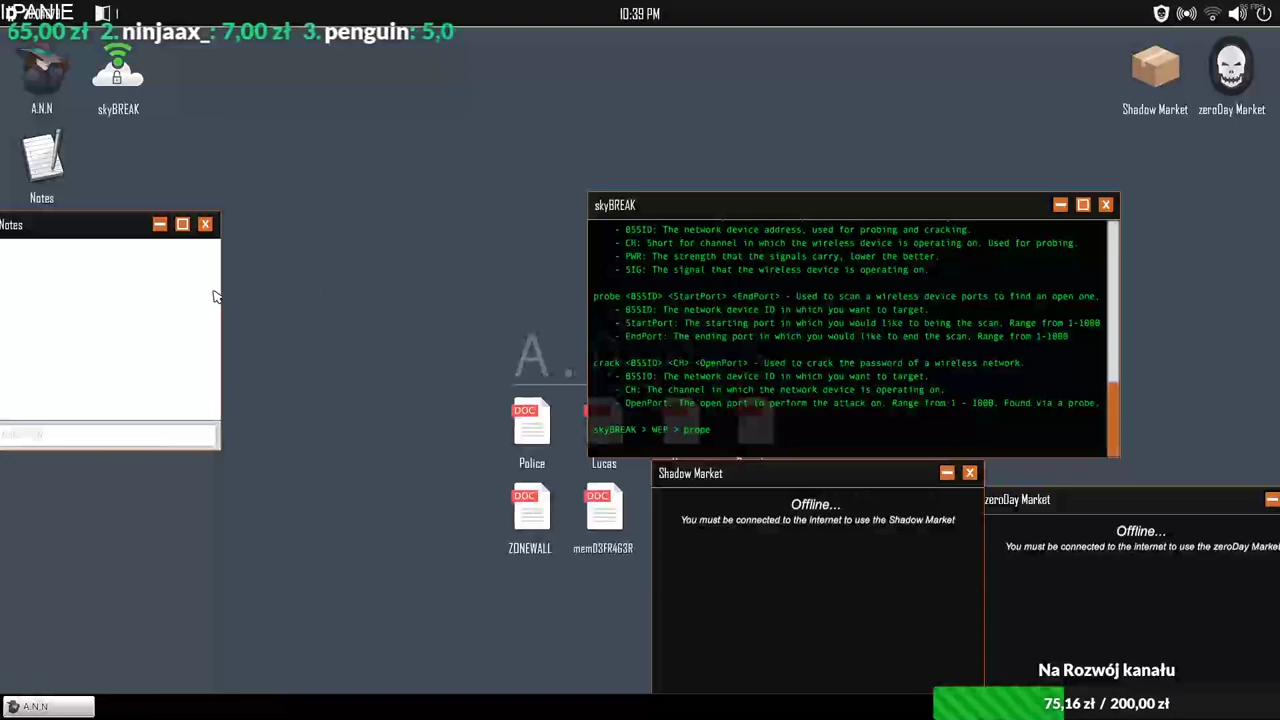 IPANIE
10:39 PM
65,00 zł 2. ninjaax_: 7,00 zł 3. penguin: 5,0
A.N.N
skyBREAK
Shadow Market
zeroDay Market
Notes
Notes
skyBREAK
- BSSID: The network device address, used for probing and cracking.
- CH: Short for channel in which the wireless device is operating on. Used for probing.
- PWR: The strength that the signals carry, lower the better.
- SIG: The signal that the wireless device is operating on.
probe <BSSID> <StartPort> <EndPort> - Used to scan a wireless device ports to find an open one.
- BSSID: The network device ID in which you want to target.
- StartPort: The starting port in which you would like to being the scan. Range from 1-1000
- EndPort: The ending port in which you would like to end the scan. Range from 1-1000
crack <BSSID> <CH> <OpenPort> - Used to crack the password of a wireless network.
- BSSID: The network device ID in which you want to target.
- CH: The channel in which the network device is operating on.
- OpenPort: The open port to perform the attack on. Range from 1 - 1000. Found via a probe.
skyBREAK > WEP > prope
A.
DOC
DOC
DOC
Police
Lucas
ZONEWALL
memD3FR4G3R
Shadow Market
Offline...
You must be connected to the internet to use the Shadow Market
zeroDay Market
Offline...
You must be connected to the internet to use the zeroDay Market
Na Rozwój kanału
75,16 zł / 200,00 zł
A.N.N